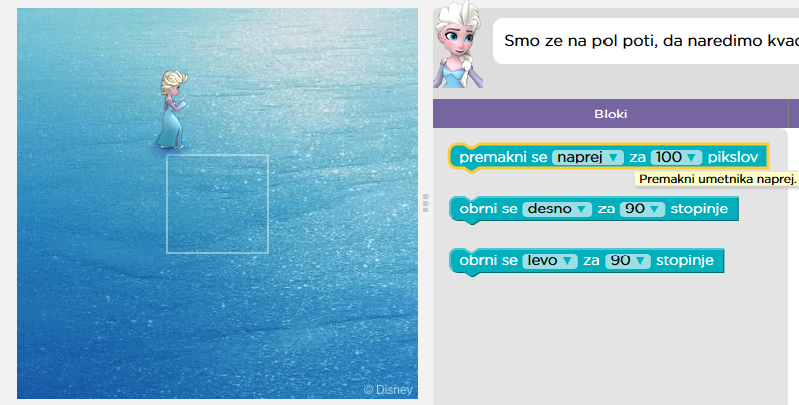 Smo ze na pol poti, da naredimo kvad
Bloki
premakni se naprej ▼ za 100 ▼ pikslov
Premakni umetnika naprej.
obrni se desno ▼ za 90 ▼ stopinje
obrni se levo ▼ za 90 ▼ stopinje
© Disney